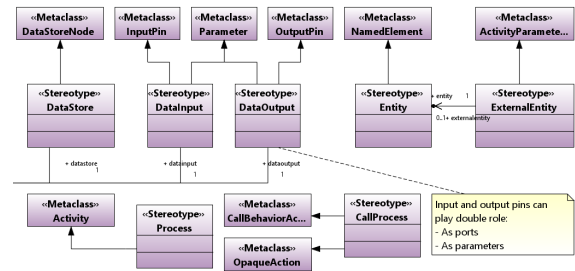 «Metaclass»
DataStoreNode
«Metaclass»
InputPin
«Metaclass»
Parameter
«Metaclass»
OutputPin
«Metaclass»
NamedElement
«Metaclass»
ActivityParamete...
«Stereotype»
DataStore
«Stereotype»
DataInput
«Stereotype»
DataOutput
«Stereotype»
Entity
+ entity
1
0..1
+ externalentity
«Stereotype»
ExternalEntity
+ datastore
1
+ datainput
1
+ dataoutput
1
«Metaclass»
Activity
«Stereotype»
Process
«Metaclass»
CallBehaviorAc...
«Metaclass»
OpaqueAction
«Stereotype»
CallProcess
Input and output pins can
play double role:
- As ports
- As parameters